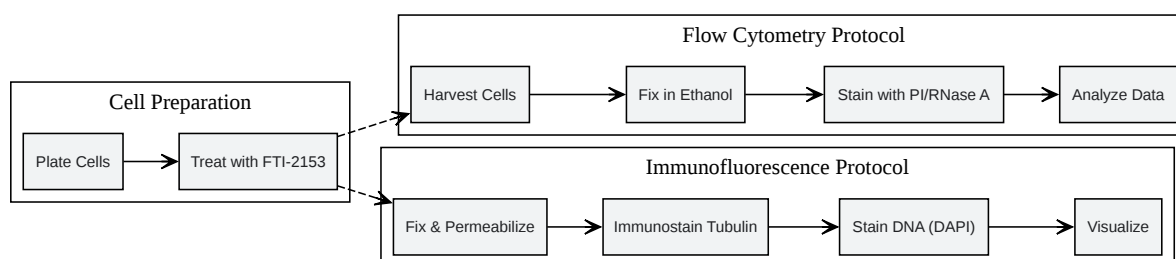 Cell Preparation
Plate Cells
Treat with FTI-2153
Flow Cytometry Protocol
Harvest Cells
Fix in Ethanol
Stain with PI/RNase A
Analyze Data
Immunofluorescence Protocol
Fix & Permeabilize
Immunostain Tubulin
Stain DNA (DAPI)
Visualize